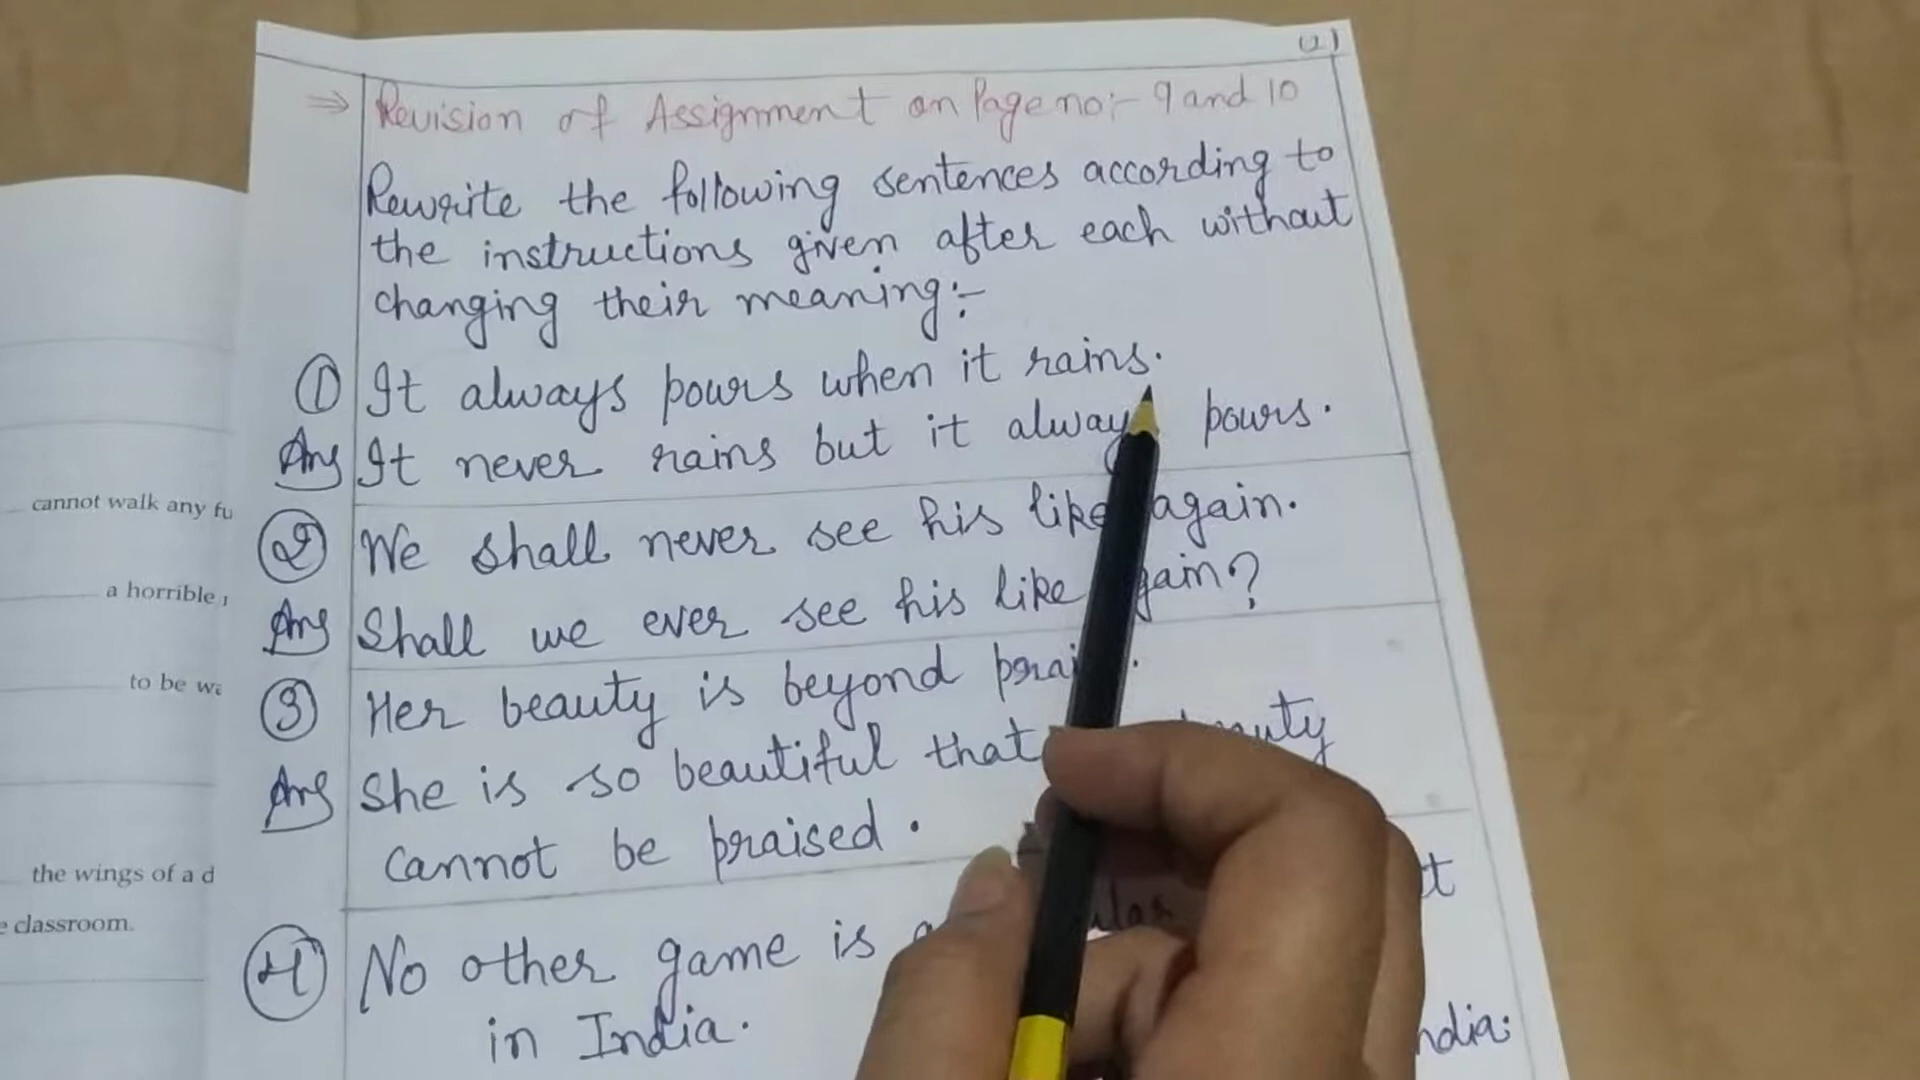 (2)
⇒ Revision of Assignment on Page no:- 9 and 10
Rewrite the following sentences according to
the instructions given after each without
changing their meaning:-
① It always pours when it rains.
Ans It never rains but it always pours.
② We shall never see his like again.
Ans Shall we ever see his like again?
③ Her beauty is beyond
Ans She is so beautiful that
cannot be praised.
④ No other game is
in India.
cannot walk any fu
a horrible
to be wa
the wings of a d
classroom.